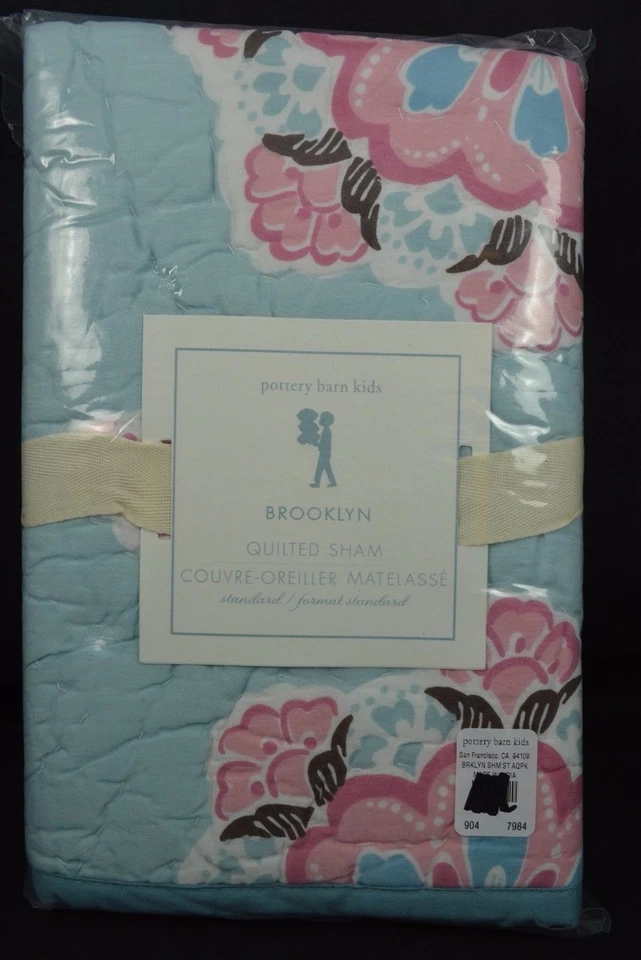 pottery barn kids
BROOKLYN
QUILTED SHAM
COUVRE-OREILLER MATELASSÉ
standard / format standard
pottery barn kids
San Francisco, CA. 94109
BRKLYN SHM ST AQPK
904 7984